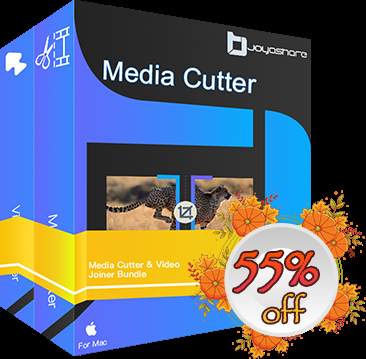 Joyoshare
Media Cutter
Media Cutter & Video
Joiner Bundle
For Mac
55%
off